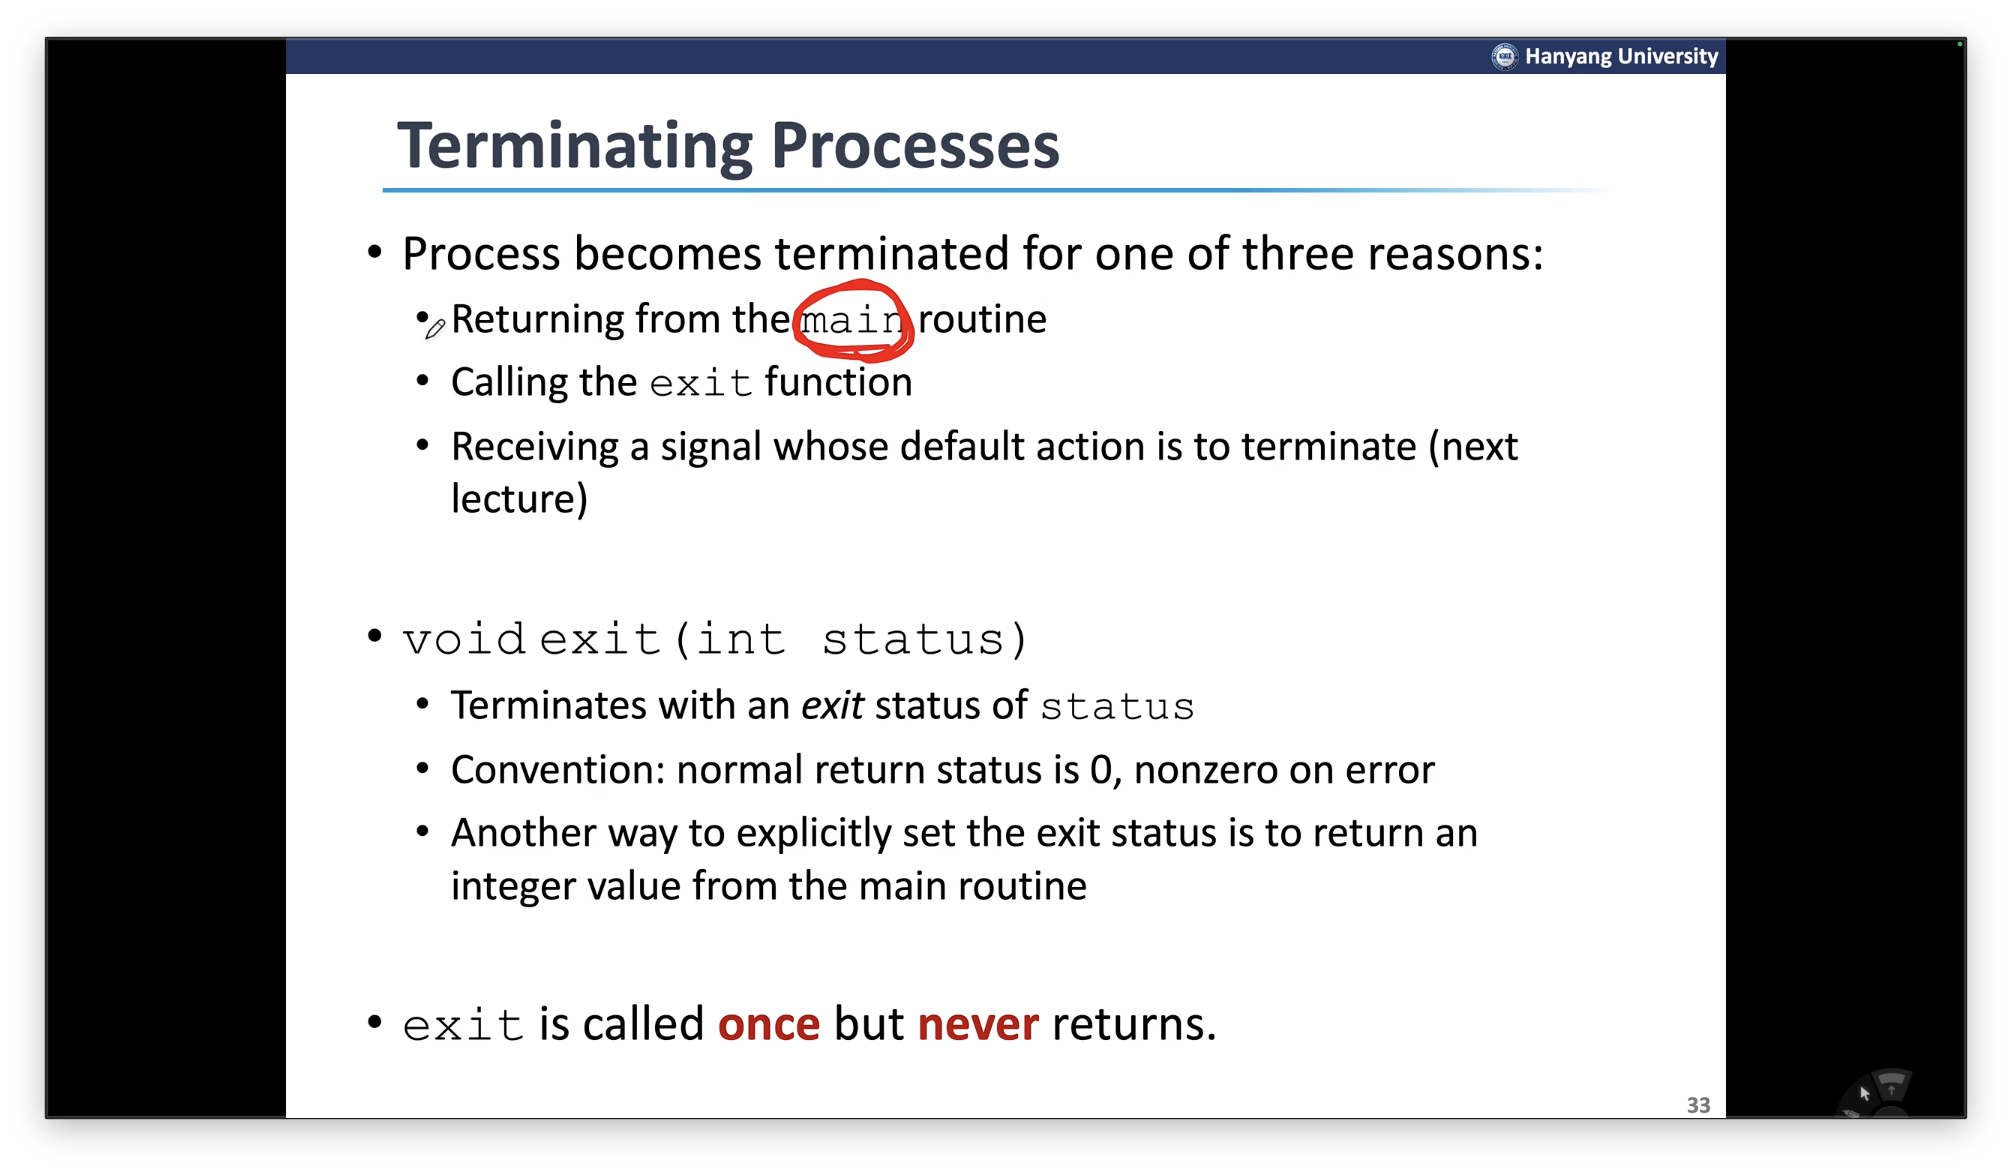 Hanyang University
Terminating Processes
• Process becomes terminated for one of three reasons:
• Returning from the main routine
• Calling the exit function
• Receiving a signal whose default action is to terminate (next
lecture)
• void exit(int status)
• Terminates with an exit status of status
• Convention: normal return status is 0, nonzero on error
• Another way to explicitly set the exit status is to return an
integer value from the main routine
• exit is called once but never returns.
33